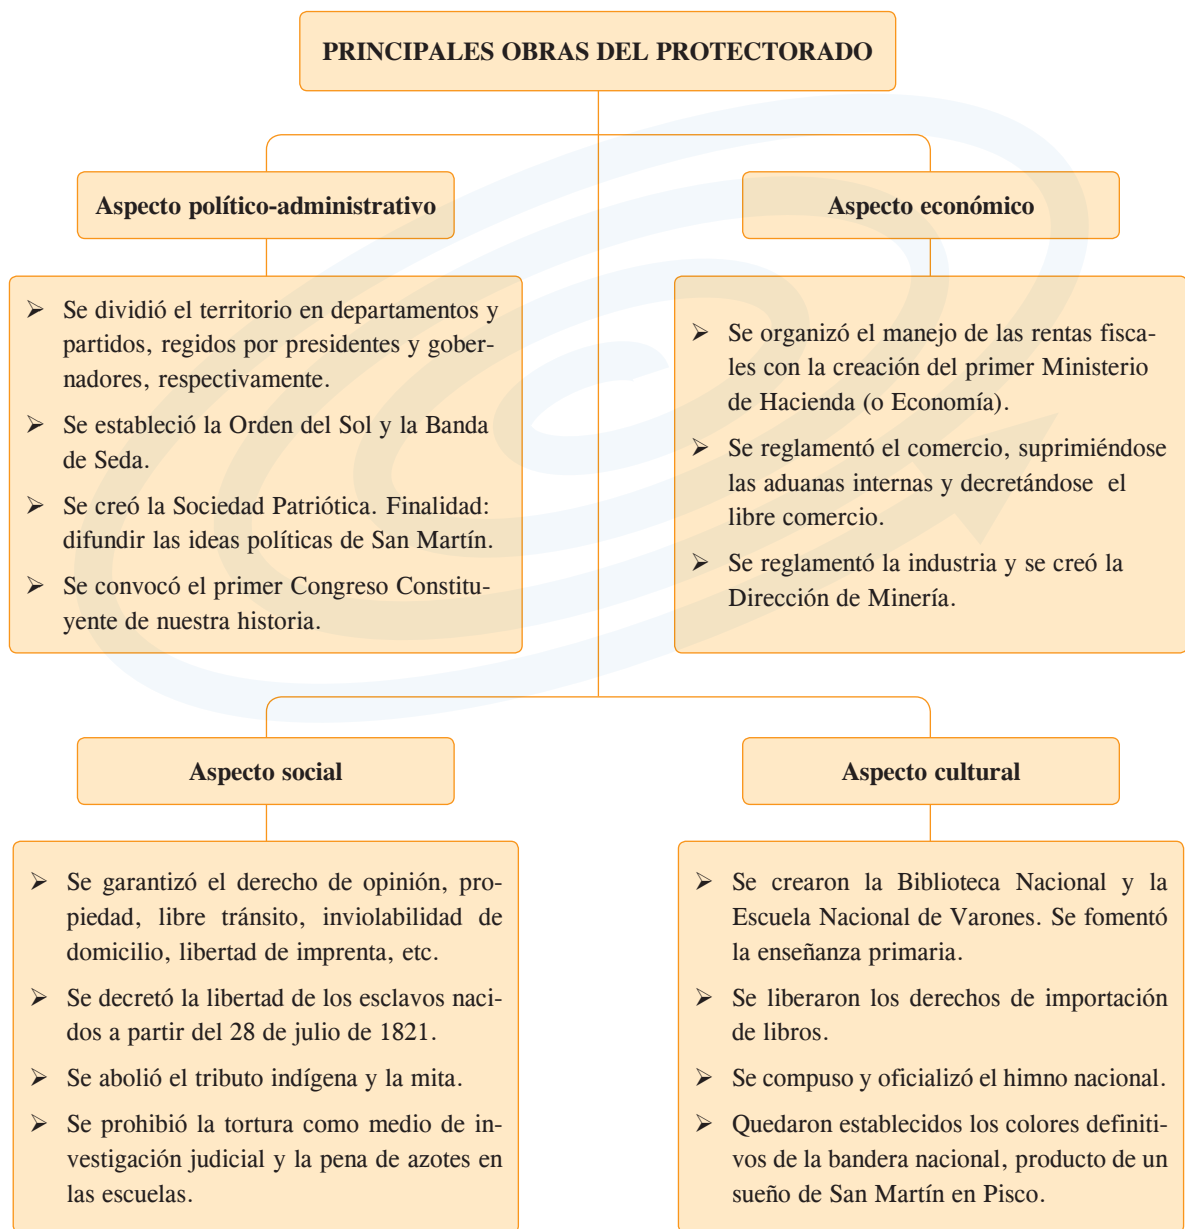 PRINCIPALES OBRAS DEL PROTECTORADO
Aspecto político-administrativo
➤ Se dividió el territorio en departamentos y
partidos, regidos por presidentes y gober-
nadores, respectivamente.
➤ Se estableció la Orden del Sol y la Banda
de Seda.
➤ Se creó la Sociedad Patriótica. Finalidad:
difundir las ideas políticas de San Martín.
➤ Se convocó el primer Congreso Constitu-
yente de nuestra historia.
Aspecto económico
➤ Se organizó el manejo de las rentas fisca-
les con la creación del primer Ministerio
de Hacienda (o Economía).
➤ Se reglamentó el comercio, suprimiéndose
las aduanas internas y decretándose el
libre comercio.
➤ Se reglamentó la industria y se creó la
Dirección de Minería.
Aspecto social
➤ Se garantizó el derecho de opinión, pro-
piedad, libre tránsito, inviolabilidad de
domicilio, libertad de imprenta, etc.
➤ Se decretó la libertad de los esclavos naci-
dos a partir del 28 de julio de 1821.
➤ Se abolió el tributo indígena y la mita.
➤ Se prohibió la tortura como medio de in-
vestigación judicial y la pena de azotes en
las escuelas.
Aspecto cultural
➤ Se crearon la Biblioteca Nacional y la
Escuela Nacional de Varones. Se fomentó
la enseñanza primaria.
➤ Se liberaron los derechos de importación
de libros.
➤ Se compuso y oficializó el himno nacional.
➤ Quedaron establecidos los colores definiti-
vos de la bandera nacional, producto de un
sueño de San Martín en Pisco.